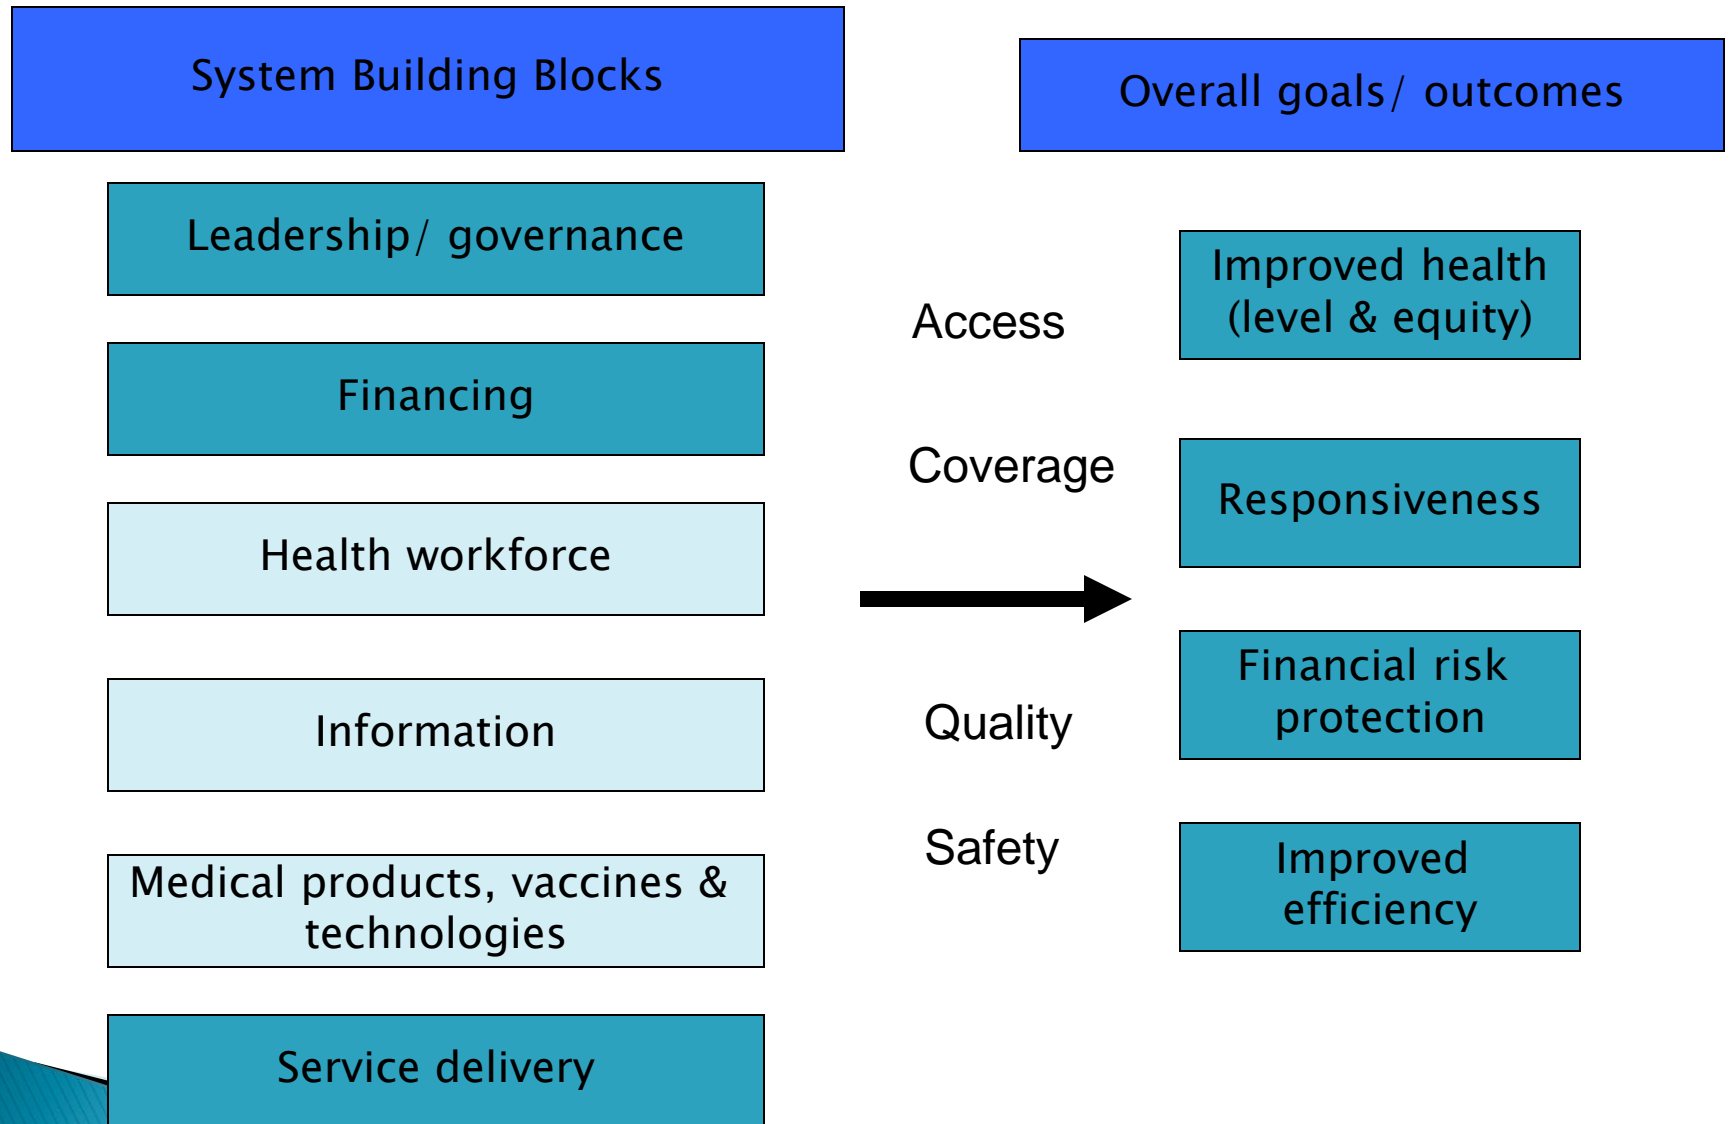 System Building Blocks
Overall goals/ outcomes
Leadership/ governance
Financing
Health workforce
Information
Medical products, vaccines &
technologies
Service delivery
Access
Coverage
Quality
Safety
Improved health
(level & equity)
Responsiveness
Financial risk
protection
Improved
efficiency